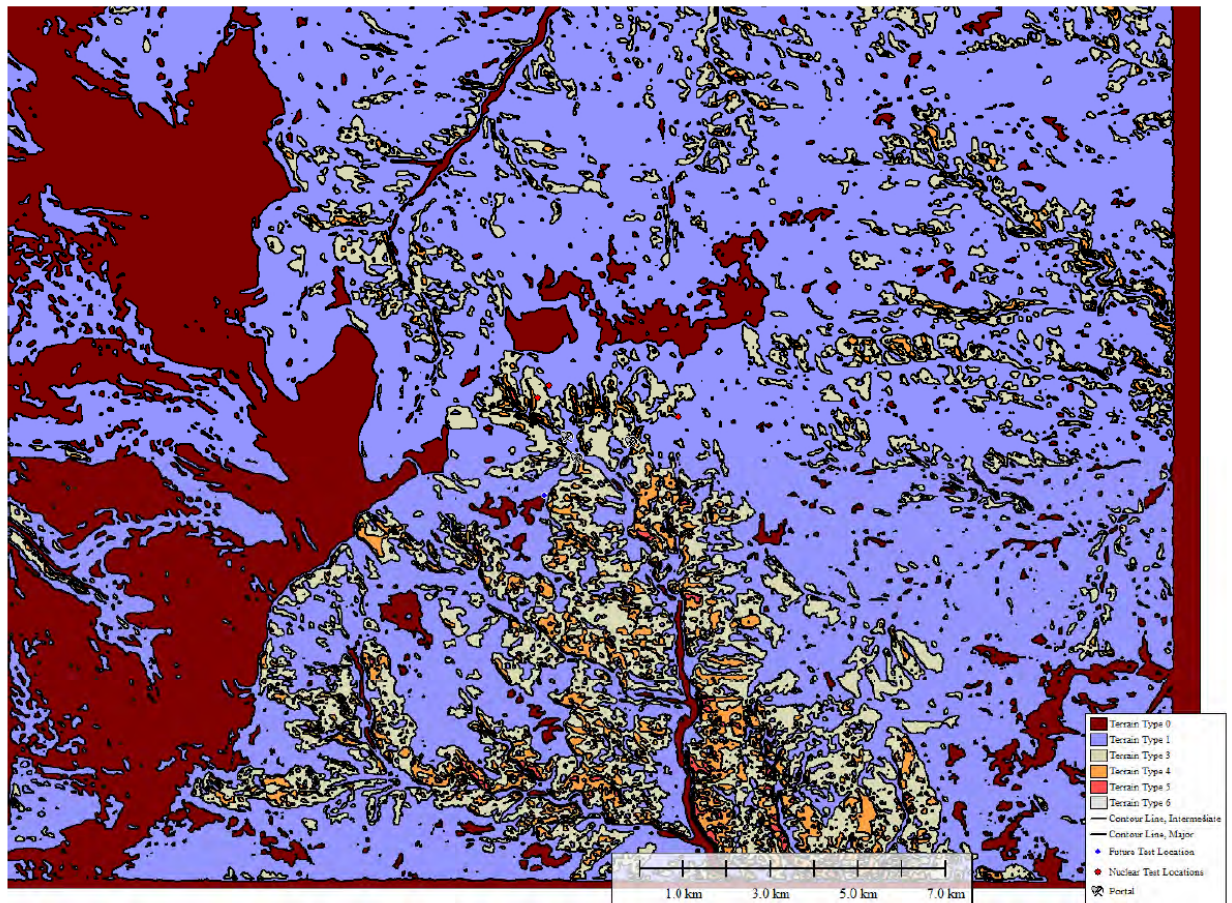 Terrain Type 0
Terrain Type 1
Terrain Type 3
Terrain Type 4
Terrain Type 5
Terrain Type 6
Contour Line, Intermediate
Contour Line, Major
Future Test Location
Nuclear Test Locations
Portal
1.0 km 3.0 km 5.0 km 7.0 km